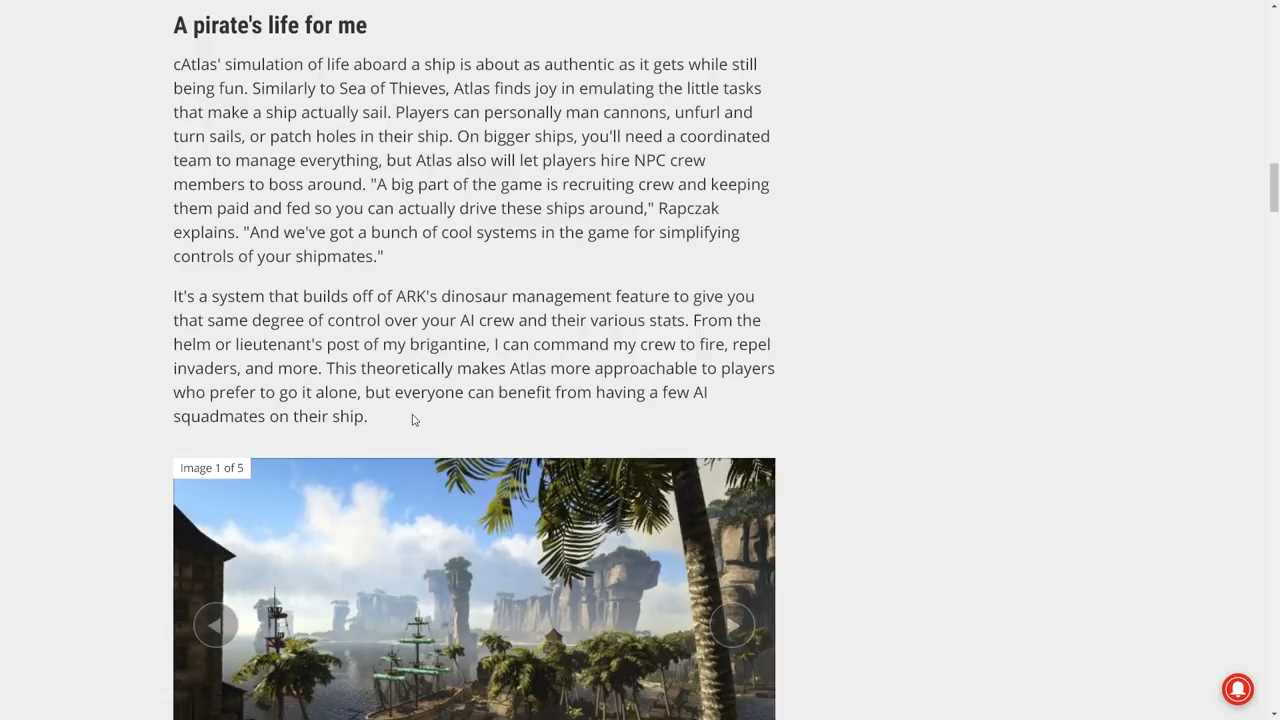 A pirate's life for me
cAtlas' simulation of life aboard a ship is about as authentic as it gets while still
being fun. Similarly to Sea of Thieves, Atlas finds joy in emulating the little tasks
that make a ship actually sail. Players can personally man cannons, unfurl and
turn sails, or patch holes in their ship. On bigger ships, you'll need a coordinated
team to manage everything, but Atlas also will let players hire NPC crew
members to boss around. "A big part of the game is recruiting crew and keeping
them paid and fed so you can actually drive these ships around," Rapczak
explains. "And we've got a bunch of cool systems in the game for simplifying
controls of your shipmates."
It's a system that builds off of ARK's dinosaur management feature to give you
that same degree of control over your AI crew and their various stats. From the
helm or lieutenant's post of my brigantine, I can command my crew to fire, repel
invaders, and more. This theoretically makes Atlas more approachable to players
who prefer to go it alone, but everyone can benefit from having a few AI
squadmates on their ship.
Image 1 of 5